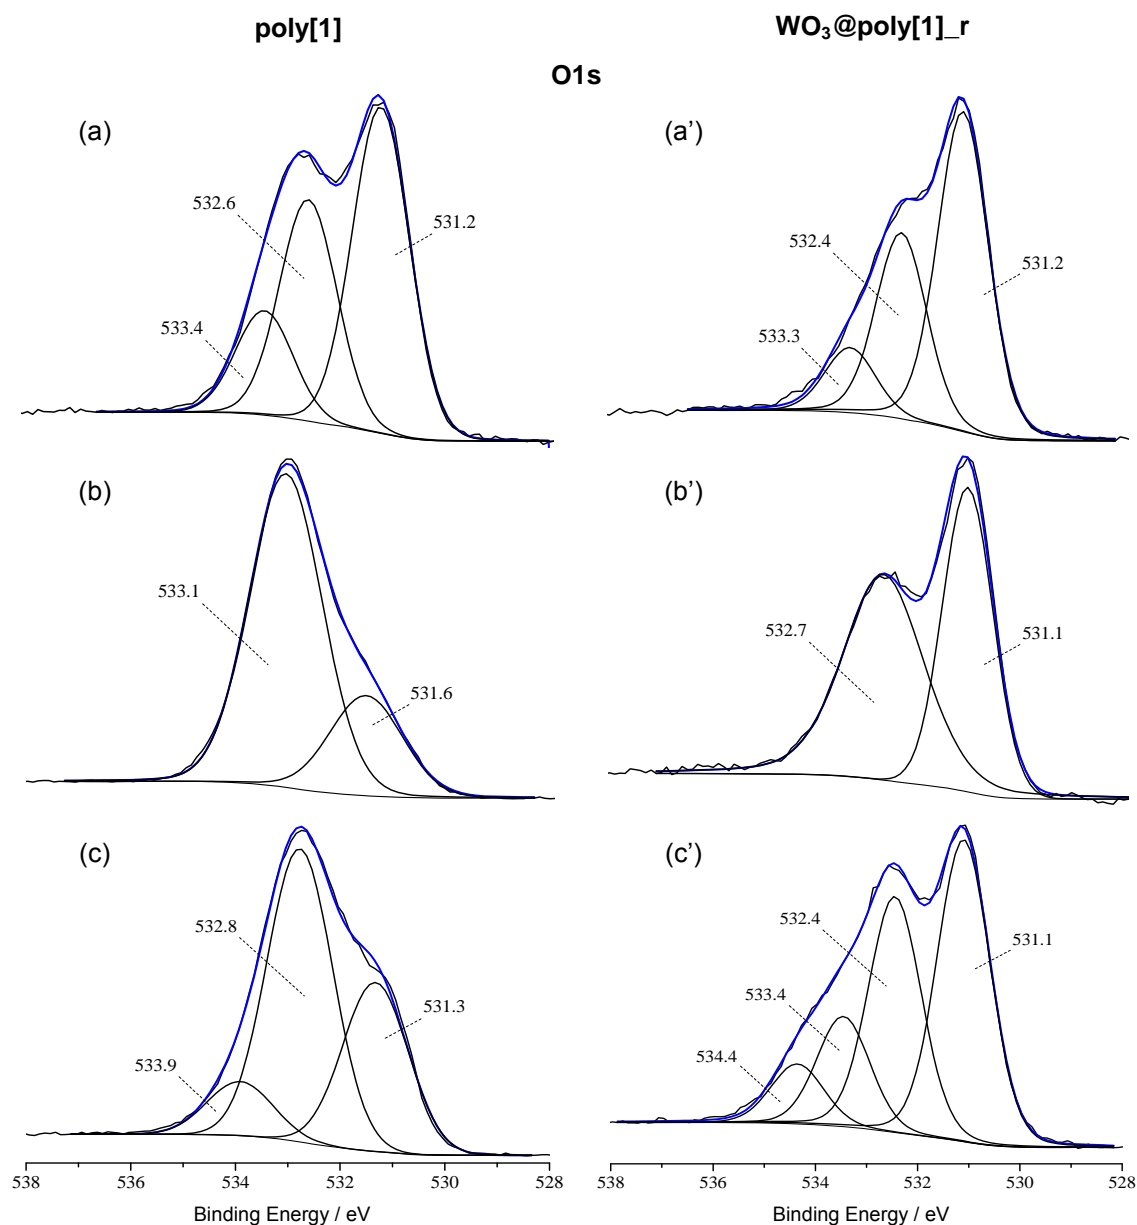 poly[1]
WO₃@poly[1]_r
O1s
(a)
532.6
531.2
533.4
(a')
532.4
531.2
533.3
(b)
533.1
531.6
(b')
532.7
531.1
(c)
532.8
531.3
533.9
(c')
532.4
531.1
533.4
534.4
538 536 534 532 530 528
Binding Energy / eV
538 536 534 532 530 528
Binding Energy / eV